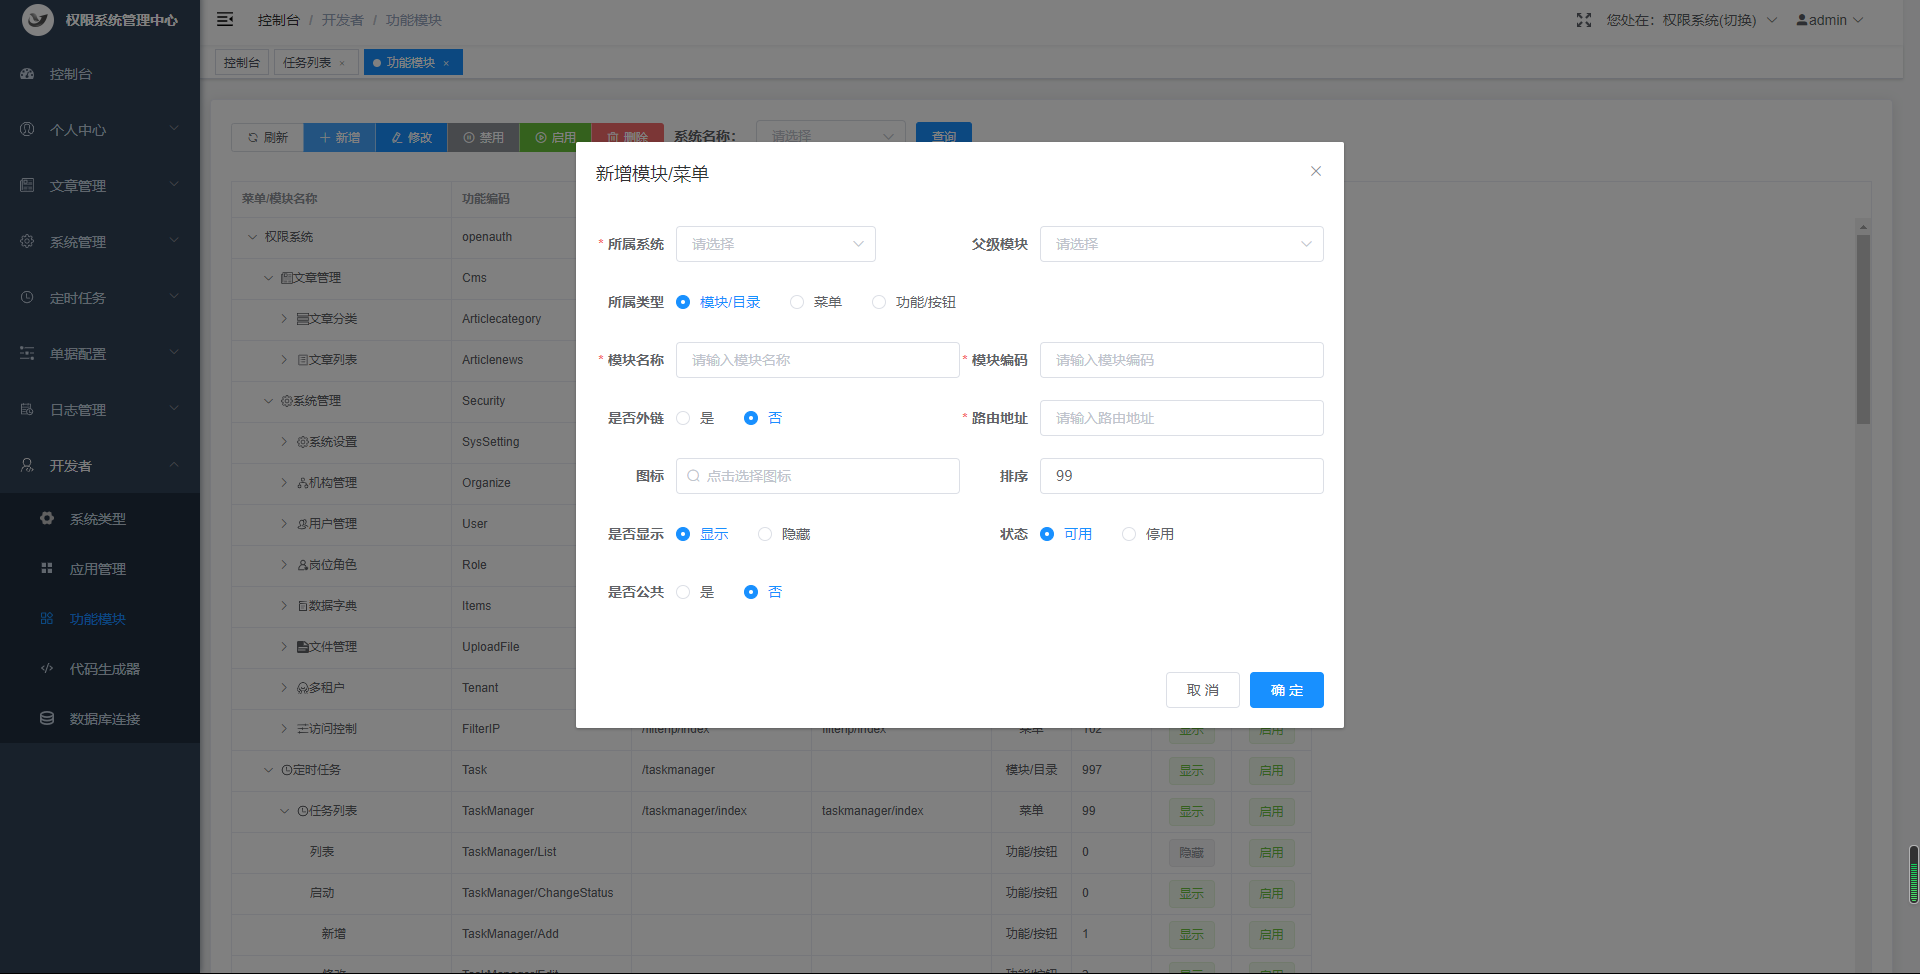 权限系统管理中心
控制台 / 开发者 / 功能模块
您处在：权限系统(切换)
admin
控制台
任务列表
功能模块
控制台
个人中心
文章管理
系统管理
定时任务
单据配置
日志管理
开发者
系统类型
应用管理
功能模块
代码生成器
数据库连接
刷新 新增 修改 禁用 启用 删除 系统名称： 请选择 查询
菜单/模块名称 功能编码
权限系统 openauth
文章管理 Cms
文章分类 Articlecategory
文章列表 Articlenews
系统管理 Security
系统设置 SysSetting
机构管理 Organize
用户管理 User
岗位角色 Role
数据字典 Items
文件管理 UploadFile
多租户 Tenant
访问控制 FilterIP /filterip/index filterip/index 菜单 102 显示 启用
定时任务 Task /taskmanager 模块/目录 997 显示 启用
任务列表 TaskManager /taskmanager/index taskmanager/index 菜单 99 显示 启用
列表 TaskManager/List 功能/按钮 0 隐藏 启用
启动 TaskManager/ChangeStatus 功能/按钮 0 显示 启用
新增 TaskManager/Add 功能/按钮 1 显示 启用
修改 TaskManager/Edit 功能/按钮 显示 启用
新增模块/菜单
* 所属系统 请选择 父级模块 请选择
所属类型 模块/目录 菜单 功能/按钮
* 模块名称 请输入模块名称 * 模块编码 请输入模块编码
是否外链 是 否 * 路由地址 请输入路由地址
图标 点击选择图标 排序 99
是否显示 显示 隐藏 状态 可用 停用
是否公共 是 否
取 消 确 定